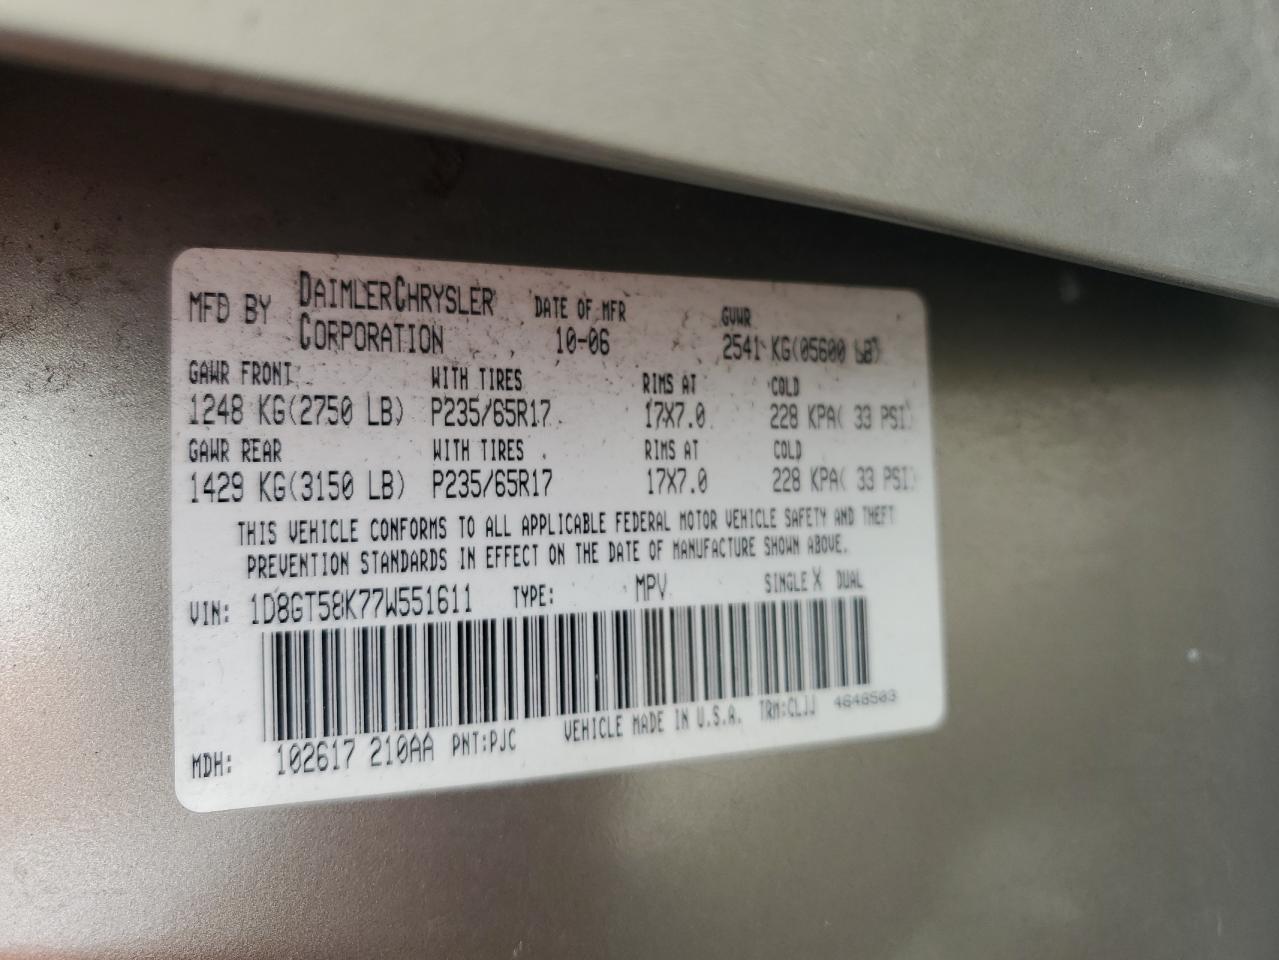 MFD BY DAIMLERCHRYSLER CORPORATION DATE OF MFR 10-06 GVWR 2541 KG(05600 LB)
GAWR FRONT WITH TIRES RIMS AT COLD
1248 KG(2750 LB) P235/65R17 17X7.0 228 KPA( 33 PSI)
GAWR REAR WITH TIRES RIMS AT COLD
1429 KG(3150 LB) P235/65R17 17X7.0 228 KPA( 33 PSI)
THIS VEHICLE CONFORMS TO ALL APPLICABLE FEDERAL MOTOR VEHICLE SAFETY AND THEFT
PREVENTION STANDARDS IN EFFECT ON THE DATE OF MANUFACTURE SHOWN ABOVE.
VIN: 1D8GT58K77W551611 TYPE: MPV SINGLE X DUAL
MDH: 102617 210AA PNT:PJC VEHICLE MADE IN U.S.A. TRM:CLJJ 4648503